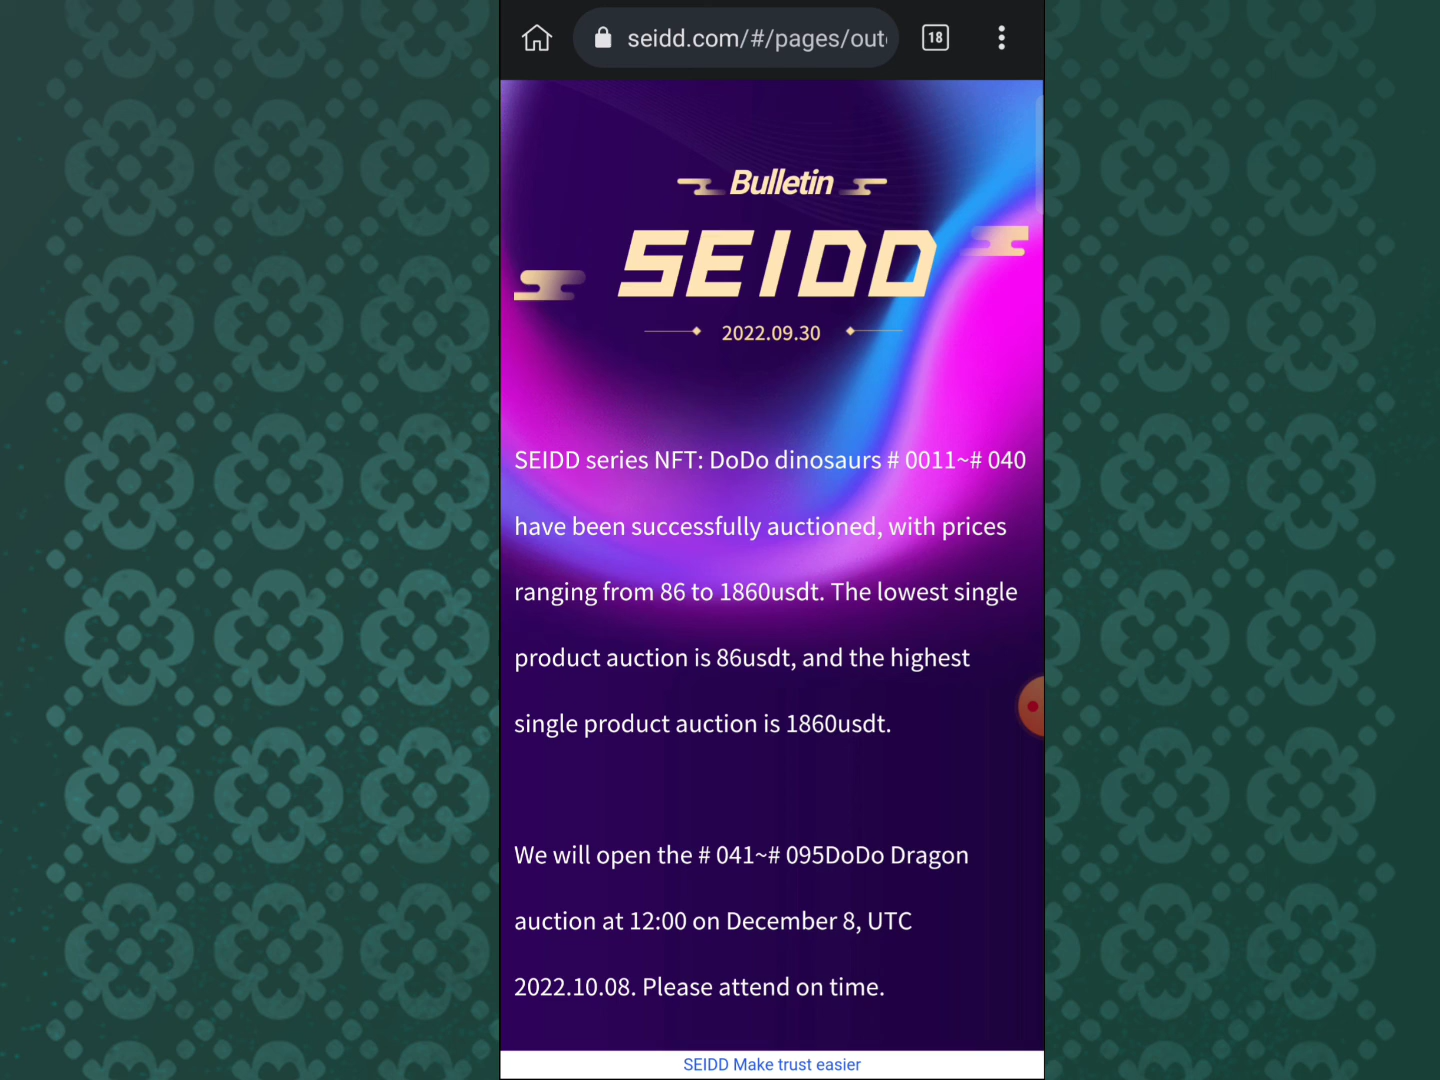 seidd.com/#/pages/out
18
Bulletin
SEIDD
2022.09.30
SEIDD series NFT: DoDo dinosaurs # 0011~# 040
have been successfully auctioned, with prices
ranging from 86 to 1860usdt. The lowest single
product auction is 86usdt, and the highest
single product auction is 1860usdt.
We will open the # 041~# 095DoDo Dragon
auction at 12:00 on December 8, UTC
2022.10.08. Please attend on time.
SEIDD Make trust easier